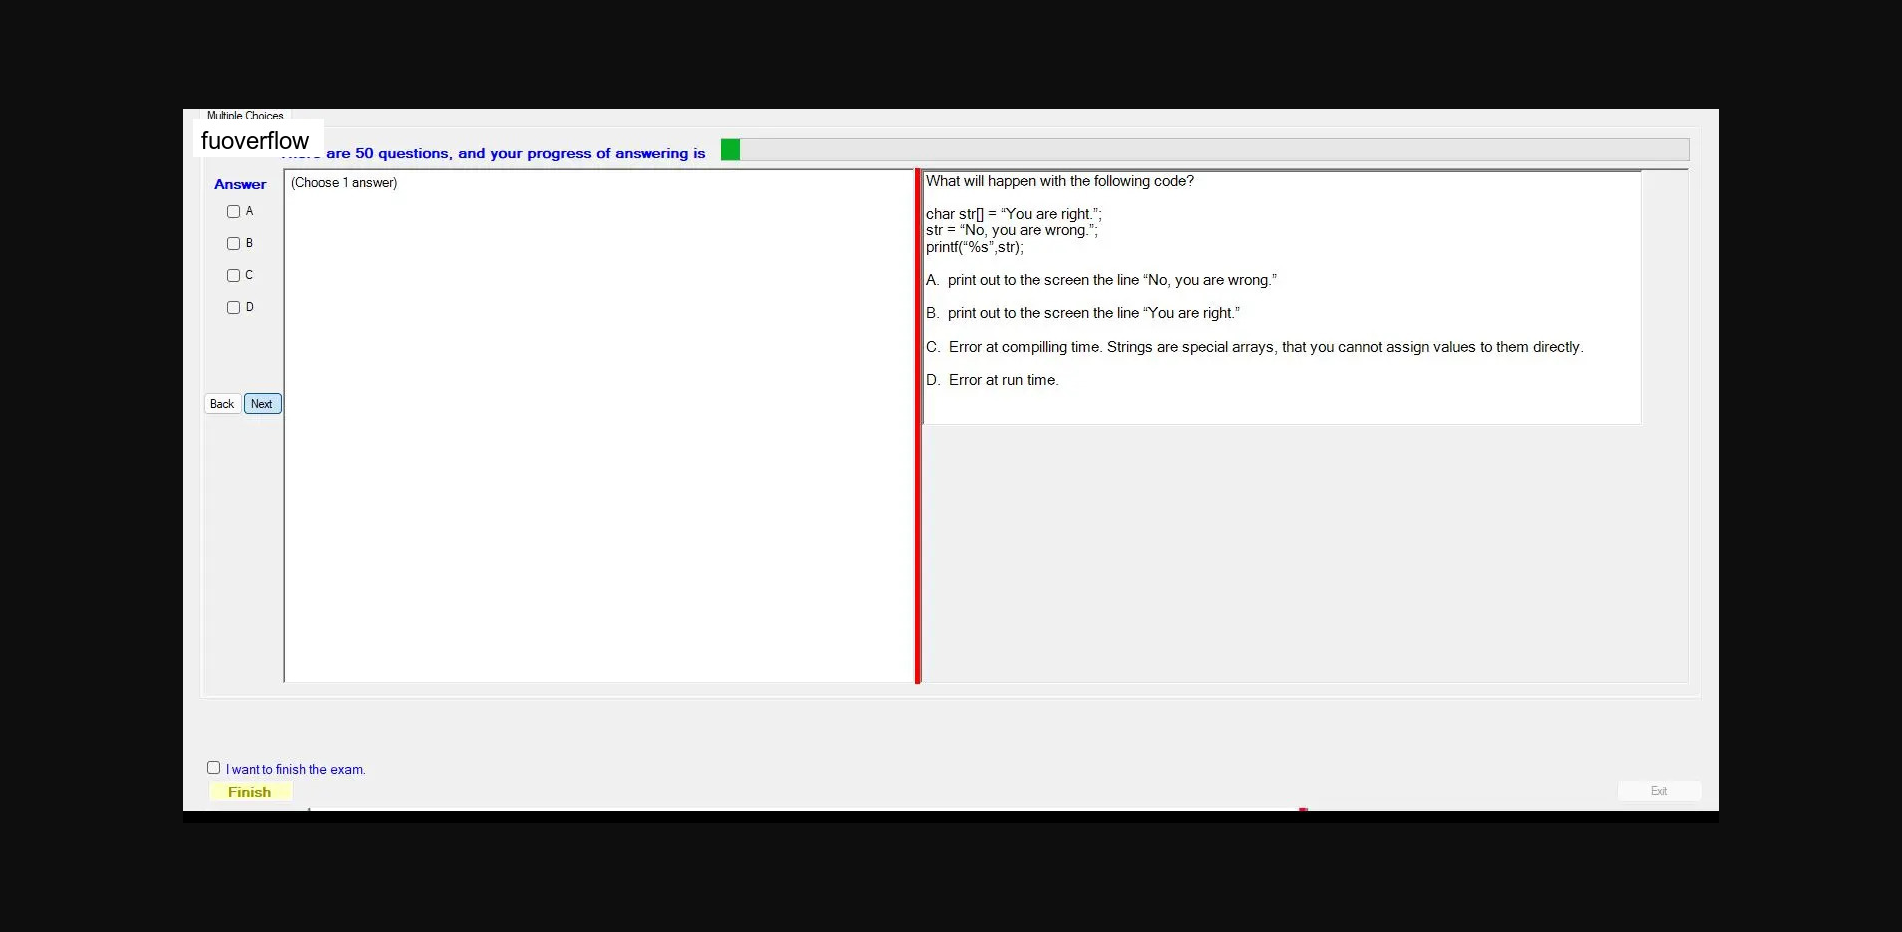 Multiple Choices
fuoverflow
are 50 questions, and your progress of answering is
Answer
A
B
C
D
Back Next
(Choose 1 answer)
What will happen with the following code?
char str[] = “You are right.”;
str = “No, you are wrong.”;
printf(“%s”,str);
A. print out to the screen the line “No, you are wrong.”
B. print out to the screen the line “You are right.”
C. Error at compilling time. Strings are special arrays, that you cannot assign values to them directly.
D. Error at run time.
I want to finish the exam.
Finish
Exit